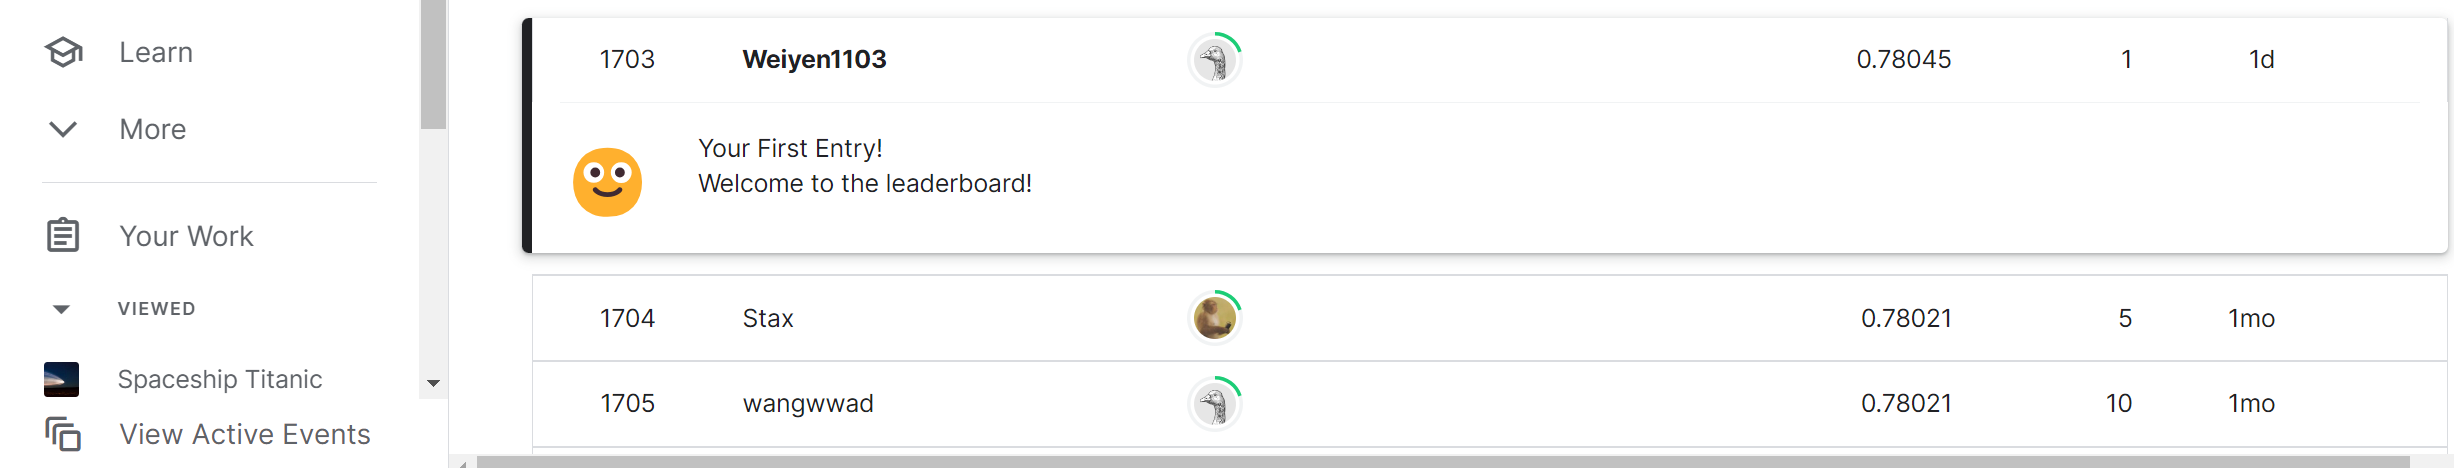 Learn
More
Your Work
VIEWED
Spaceship Titanic
View Active Events
1703 Weiyen1103 0.78045 1 1d
Your First Entry!
Welcome to the leaderboard!
1704 Stax 0.78021 5 1mo
1705 wangwwad 0.78021 10 1mo